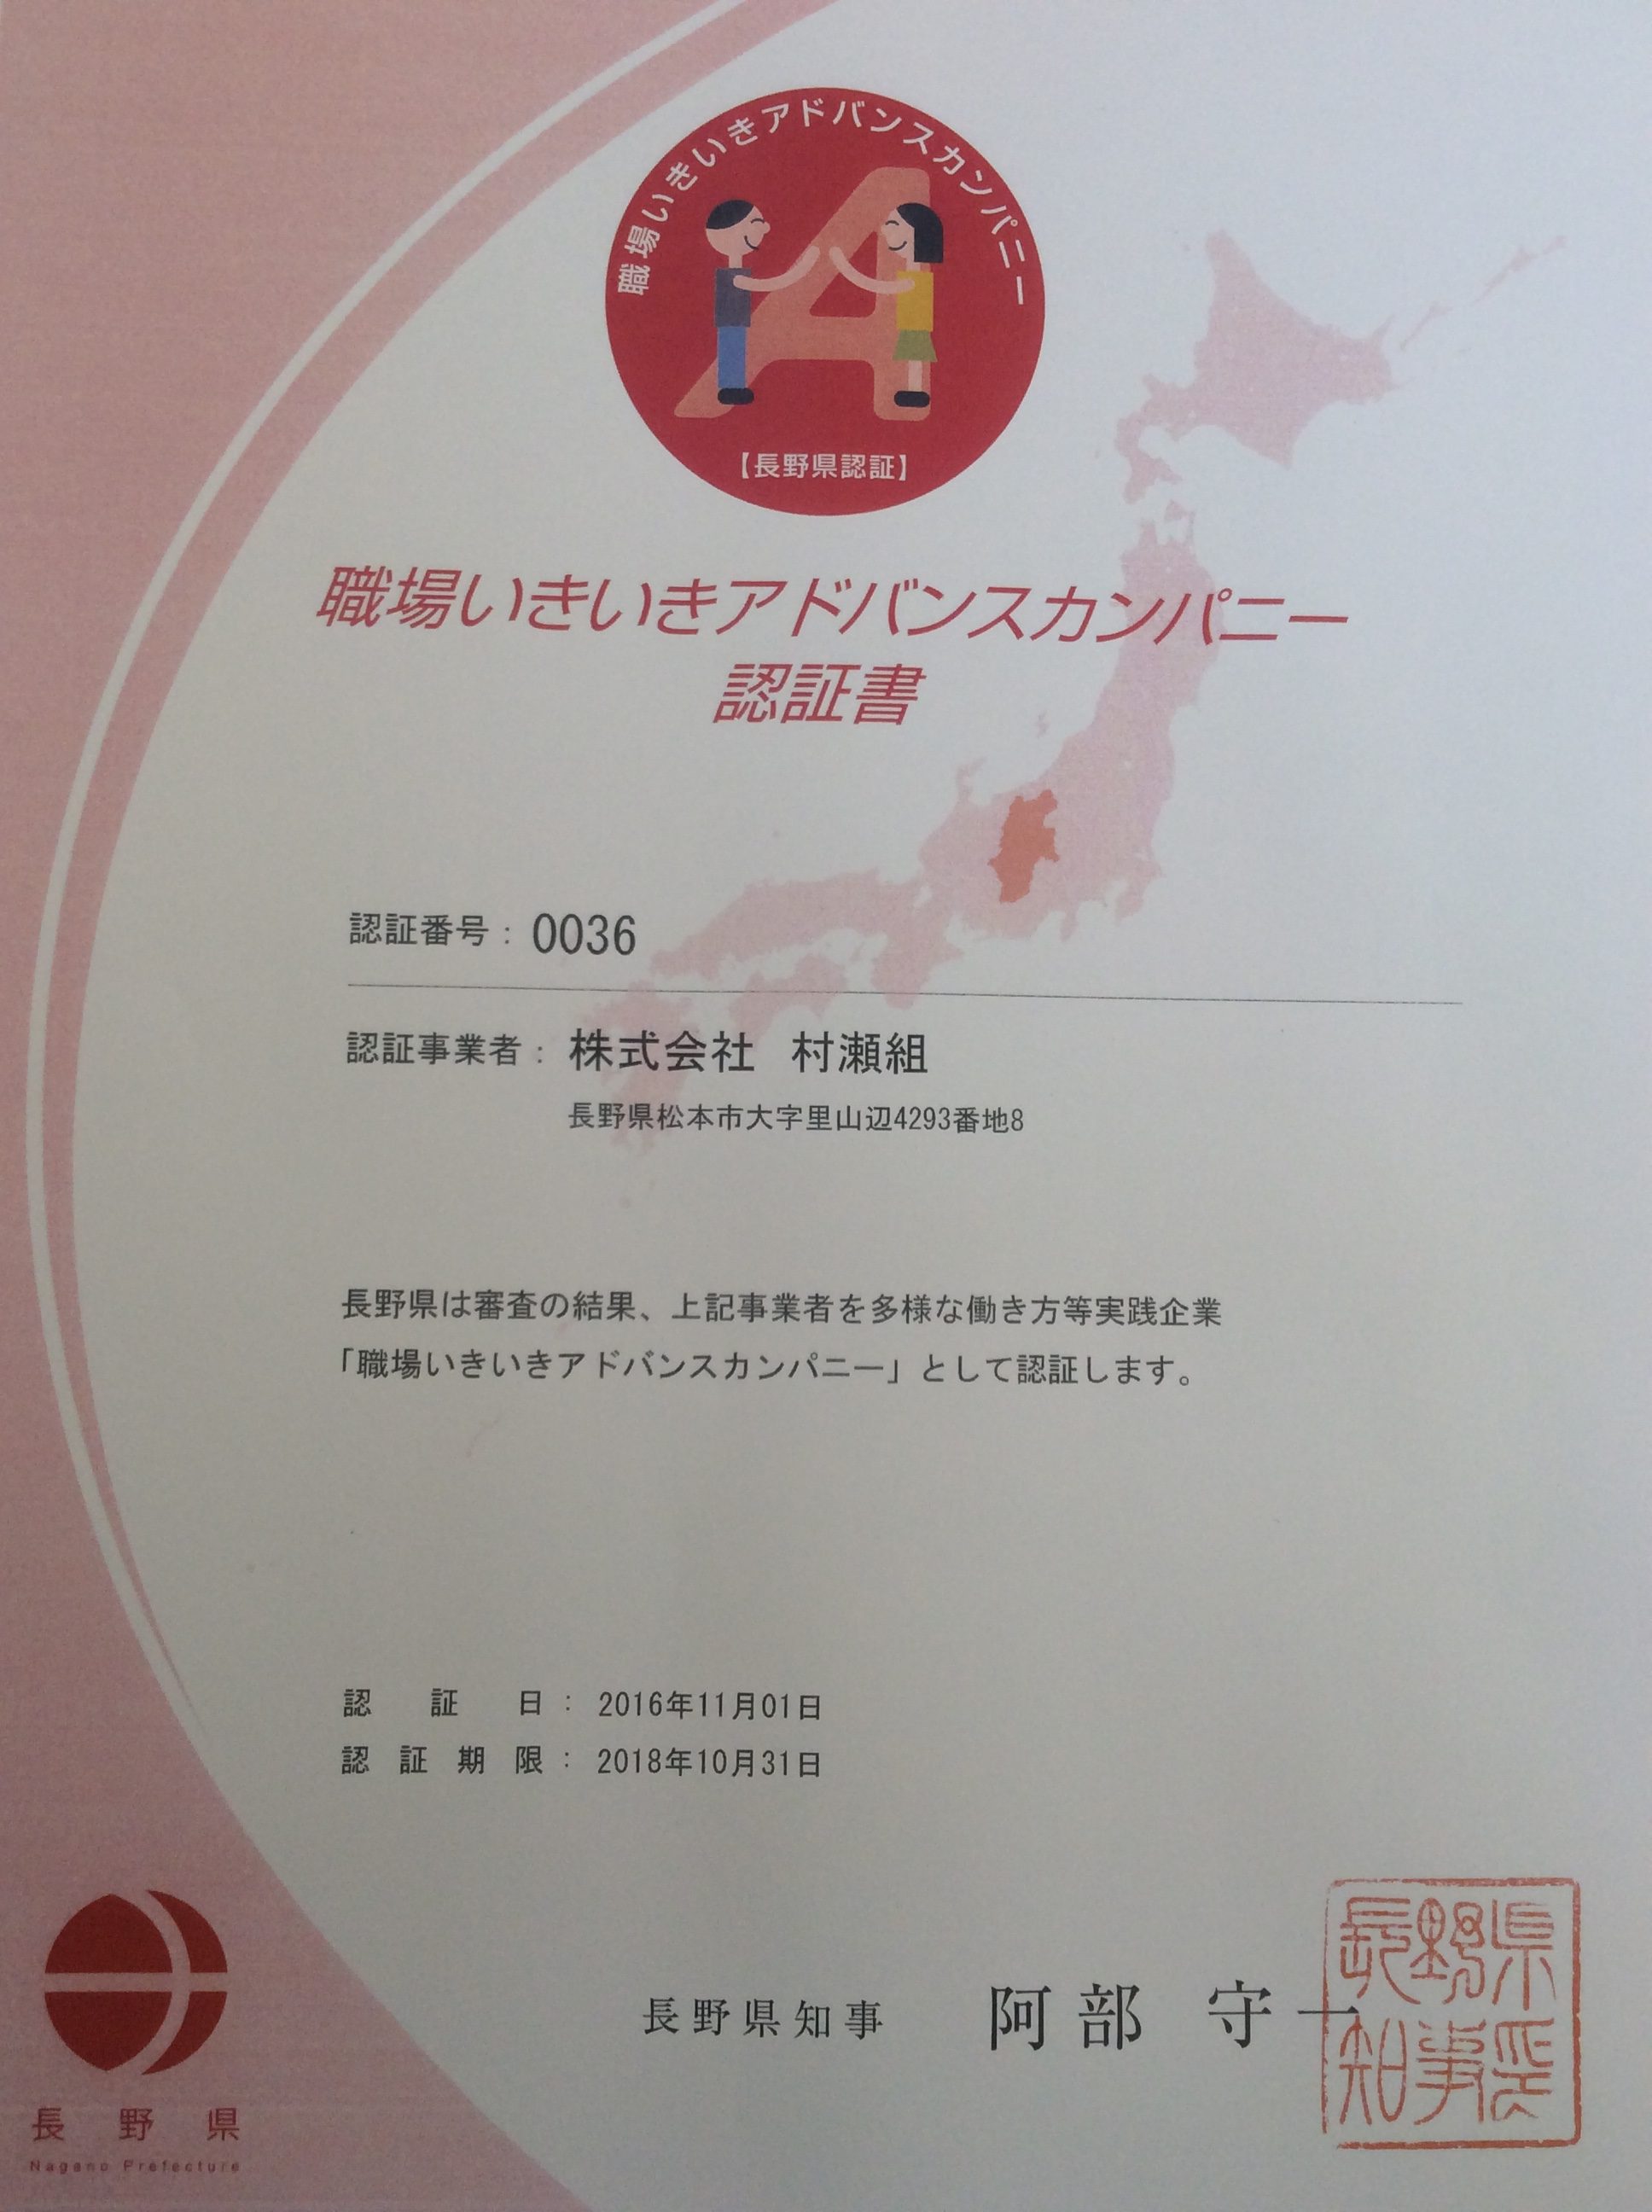 職場いきいきアドバンスカンパニー
【長野県認証】
職場いきいきアドバンスカンパニー
認証書
認証番号：0036
認証事業者：株式会社　村瀬組
長野県松本市大字里山辺4293番地8
長野県は審査の結果、上記事業者を多様な働き方等実践企業
「職場いきいきアドバンスカンパニー」として認証します。
認証日：2016年11月01日
認証期限：2018年10月31日
長野県知事　阿部　守一
長野県
知事印
長野県
Nagano Prefecture